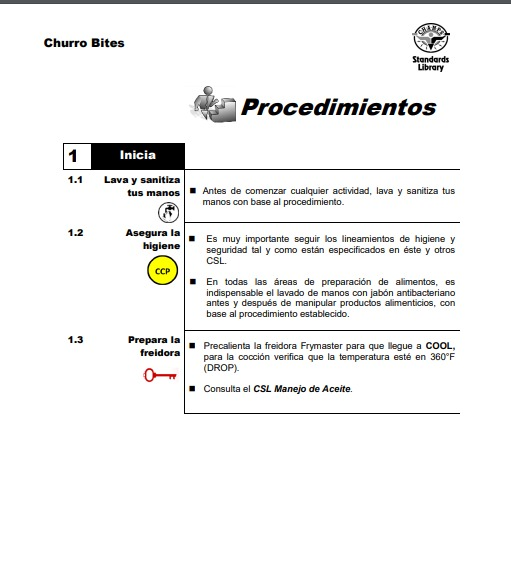 Churro Bites
CHAMPS
Standards
Library
Procedimientos
1 Inicia
1.1 Lava y sanitiza
tus manos
■ Antes de comenzar cualquier actividad, lava y sanitiza tus
manos con base al procedimiento.
1.2 Asegura la
higiene
CCP
■ Es muy importante seguir los lineamientos de higiene y
seguridad tal y como están especificados en éste y otros
CSL.
■ En todas las áreas de preparación de alimentos, es
indispensable el lavado de manos con jabón antibacteriano
antes y después de manipular productos alimenticios, con
base al procedimiento establecido.
1.3 Prepara la
freidora
■ Precalienta la freidora Frymaster para que llegue a COOL,
para la cocción verifica que la temperatura esté en 360°F
(DROP).
■ Consulta el CSL Manejo de Aceite.